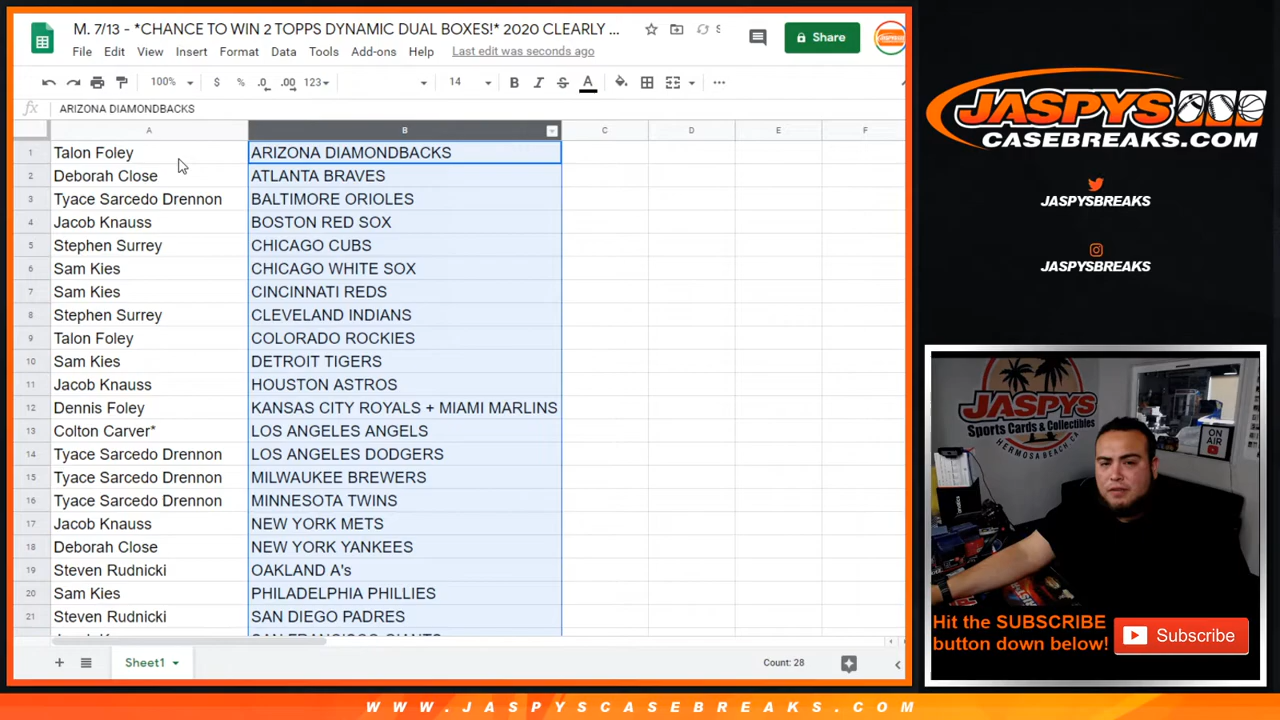 M. 7/13 - *CHANCE TO WIN 2 TOPPS DYNAMIC DUAL BOXES!* 2020 CLEARLY ...
Share
File Edit View Insert Format Data Tools Add-ons Help Last edit was seconds ago
100% $ % .0 .00 123 14 B I S A
fx ARIZONA DIAMONDBACKS
A B C D E F
1 Talon Foley ARIZONA DIAMONDBACKS
2 Deborah Close ATLANTA BRAVES
3 Tyace Sarcedo Drennon BALTIMORE ORIOLES
4 Jacob Knauss BOSTON RED SOX
5 Stephen Surrey CHICAGO CUBS
6 Sam Kies CHICAGO WHITE SOX
7 Sam Kies CINCINNATI REDS
8 Stephen Surrey CLEVELAND INDIANS
9 Talon Foley COLORADO ROCKIES
10 Sam Kies DETROIT TIGERS
11 Jacob Knauss HOUSTON ASTROS
12 Dennis Foley KANSAS CITY ROYALS + MIAMI MARLINS
13 Colton Carver* LOS ANGELES ANGELS
14 Tyace Sarcedo Drennon LOS ANGELES DODGERS
15 Tyace Sarcedo Drennon MILWAUKEE BREWERS
16 Tyace Sarcedo Drennon MINNESOTA TWINS
17 Jacob Knauss NEW YORK METS
18 Deborah Close NEW YORK YANKEES
19 Steven Rudnicki OAKLAND A's
20 Sam Kies PHILADELPHIA PHILLIES
21 Steven Rudnicki SAN DIEGO PADRES
Sheet1
Count: 28
JASPYS
CASEBREAKS.COM
JASPYSBREAKS
JASPYSBREAKS
JASPYS
Sports Cards & Collectibles
HERMOSA BEACH CA
ON AIR
Hit the SUBSCRIBE
button down below!
Subscribe
WWW.JASPYSCASEBREAKS.COM